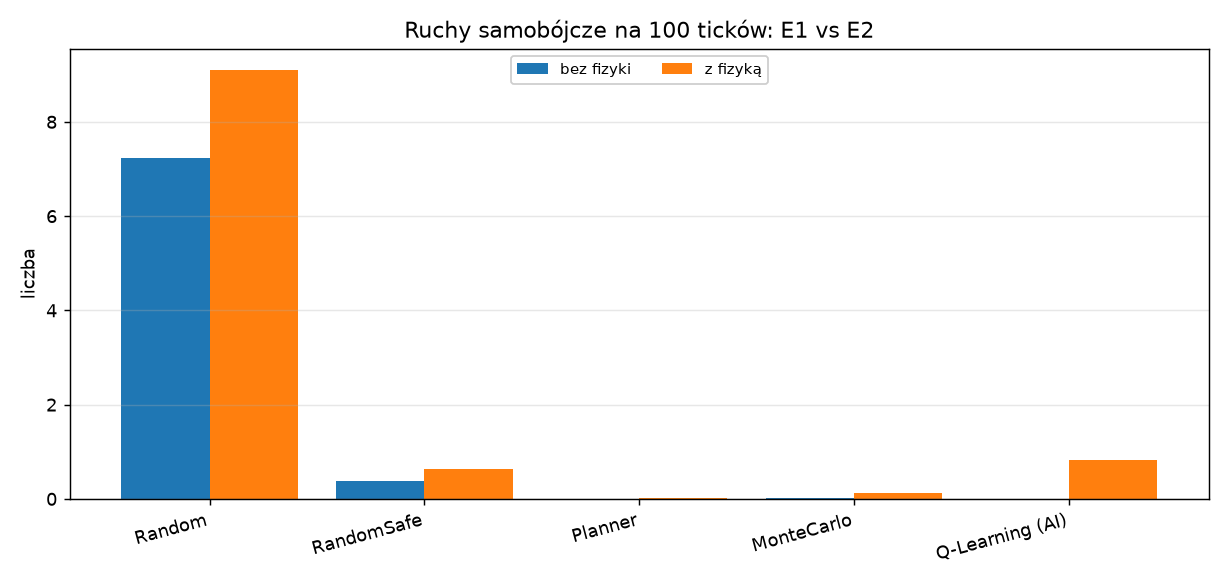 Ruchy samobójcze na 100 ticków: E1 vs E2
bez fizyki
z fizyką
liczba
8
6
4
2
0
Random
RandomSafe
Planner
MonteCarlo
Q-Learning (AI)